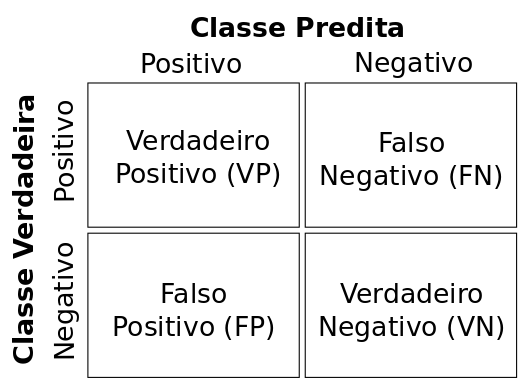 Classe Predita
Positivo
Negativo
Classe Verdadeira
Positivo
Verdadeiro
Positivo (VP)
Falso
Negativo (FN)
Negativo
Falso
Positivo (FP)
Verdadeiro
Negativo (VN)